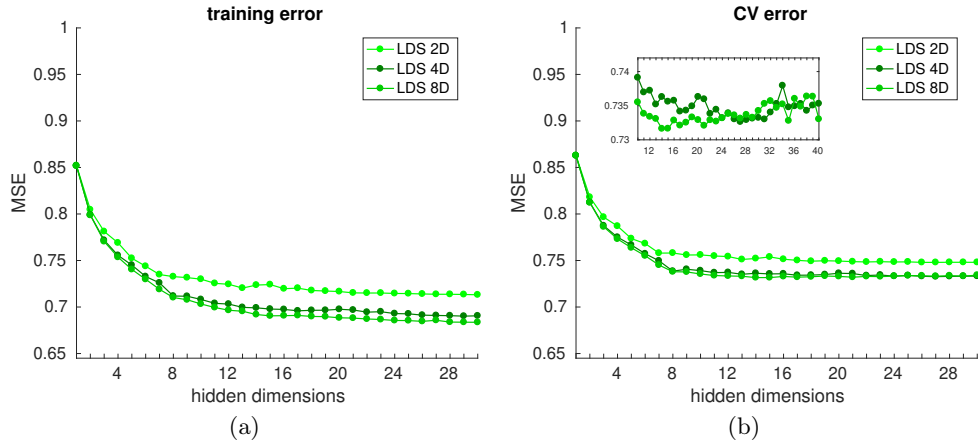 training error
1
0.95
0.9
0.85
0.8
0.75
0.7
0.65
MSE
LDS 2D
LDS 4D
LDS 8D
4 8 12 16 20 24 28
hidden dimensions
(a)
CV error
1
0.95
0.9
0.85
0.8
0.75
0.7
0.65
MSE
LDS 2D
LDS 4D
LDS 8D
0.74
0.735
0.73
12 16 20 24 28 32 36 40
4 8 12 16 20 24 28
hidden dimensions
(b)